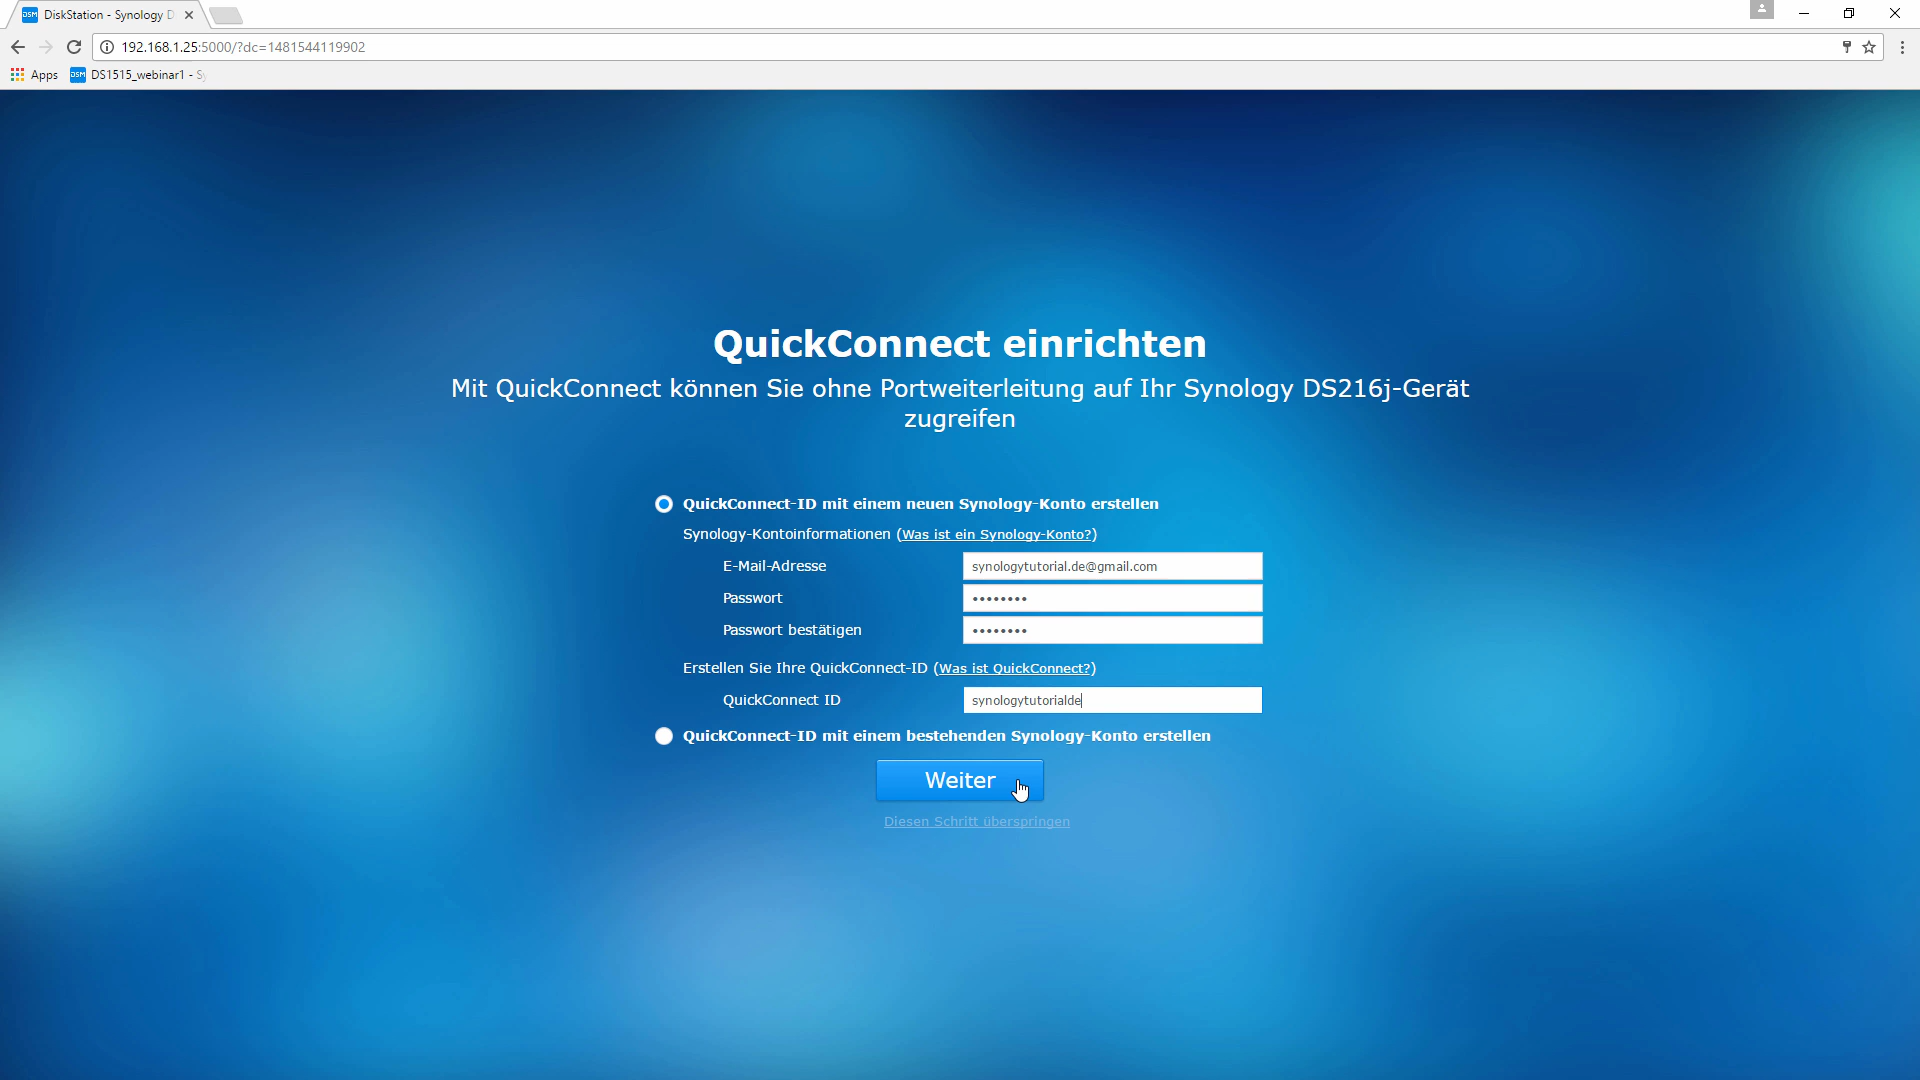 DSM DiskStation - Synology D
192.168.1.25:5000/?dc=1481544119902
Apps DSM DS1515_webinar1 - Sy
QuickConnect einrichten
Mit QuickConnect können Sie ohne Portweiterleitung auf Ihr Synology DS216j-Gerät
zugreifen
QuickConnect-ID mit einem neuen Synology-Konto erstellen
Synology-Kontoinformationen (Was ist ein Synology-Konto?)
E-Mail-Adresse synologytutorial.de@gmail.com
Passwort ••••••••
Passwort bestätigen ••••••••
Erstellen Sie Ihre QuickConnect-ID (Was ist QuickConnect?)
QuickConnect ID synologytutorialde
QuickConnect-ID mit einem bestehenden Synology-Konto erstellen
Weiter
Diesen Schritt überspringen